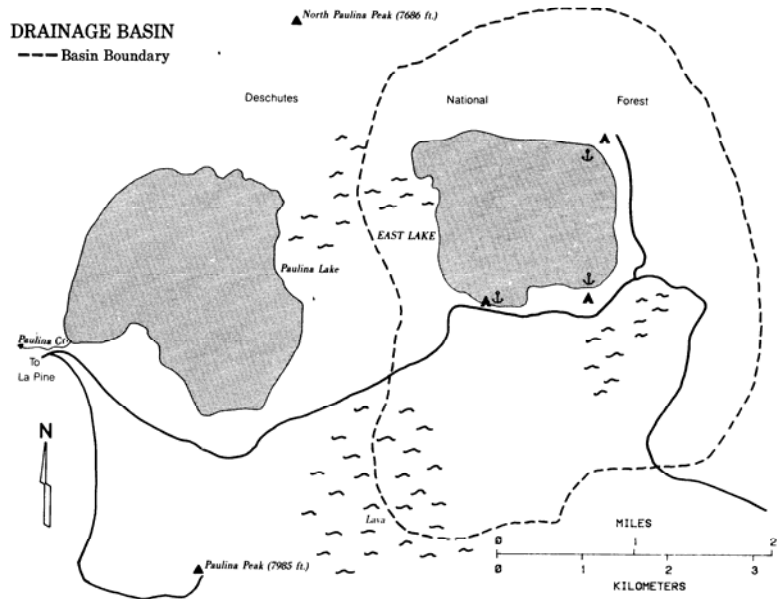 North Paulina Peak (7686 ft.)
DRAINAGE BASIN
Basin Boundary
Deschutes
National
Forest
EAST LAKE
Paulina Lake
Paulina Cr.
To
La Pine
N
Lava
MILES
0 1 2
0 1 2 3
KILOMETERS
Paulina Peak (7985 ft.)